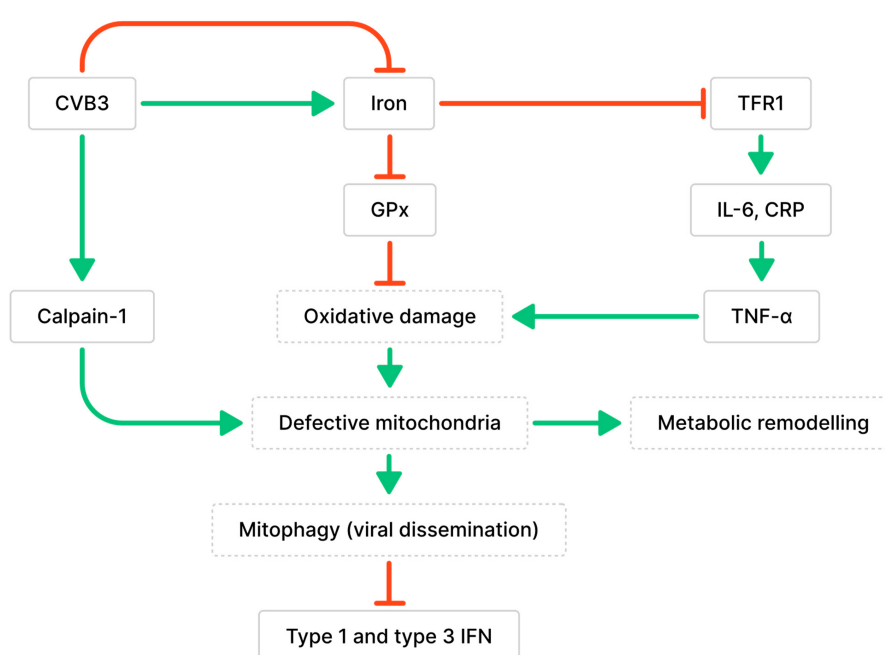 CVB3
Iron
TFR1
GPx
IL-6, CRP
Calpain-1
Oxidative damage
TNF-α
Defective mitochondria
Metabolic remodelling
Mitophagy (viral dissemination)
Type 1 and type 3 IFN